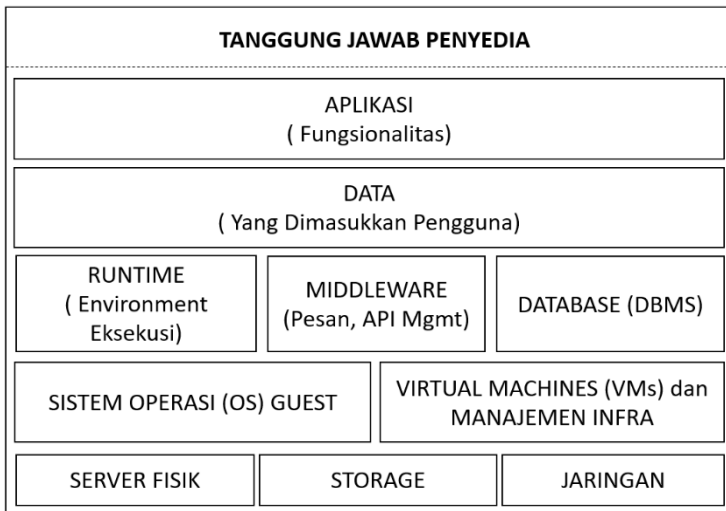 TANGGUNG JAWAB PENYEDIA
APLIKASI
( Fungsionalitas)
DATA
( Yang Dimasukkan Pengguna)
RUNTIME
( Environment
Eksekusi)
MIDDLEWARE
(Pesan, API Mgmt)
DATABASE (DBMS)
SISTEM OPERASI (OS) GUEST
VIRTUAL MACHINES (VMs) dan
MANAJEMEN INFRA
SERVER FISIK
STORAGE
JARINGAN